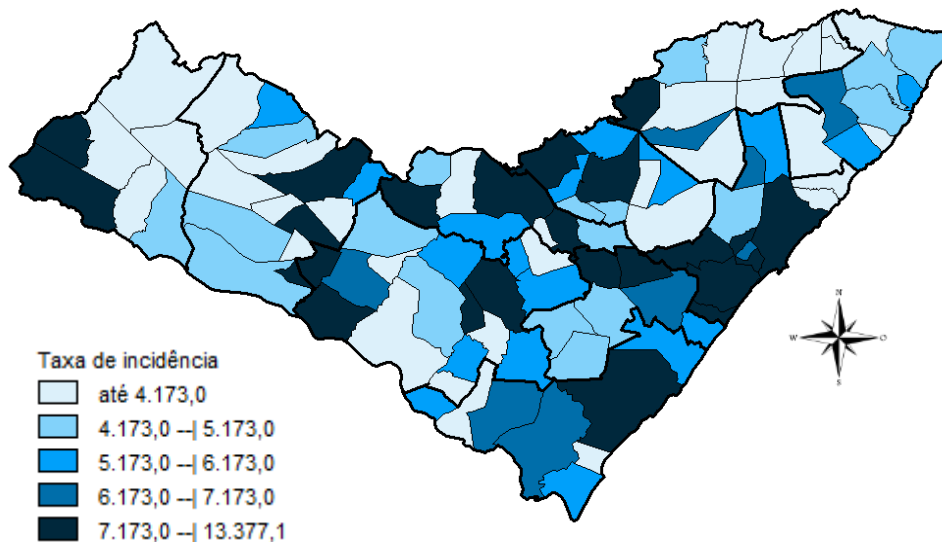 Taxa de incidência
até 4.173,0
4.173,0 --| 5.173,0
5.173,0 --| 6.173,0
6.173,0 --| 7.173,0
7.173,0 --| 13.377,1
N
W
O
S